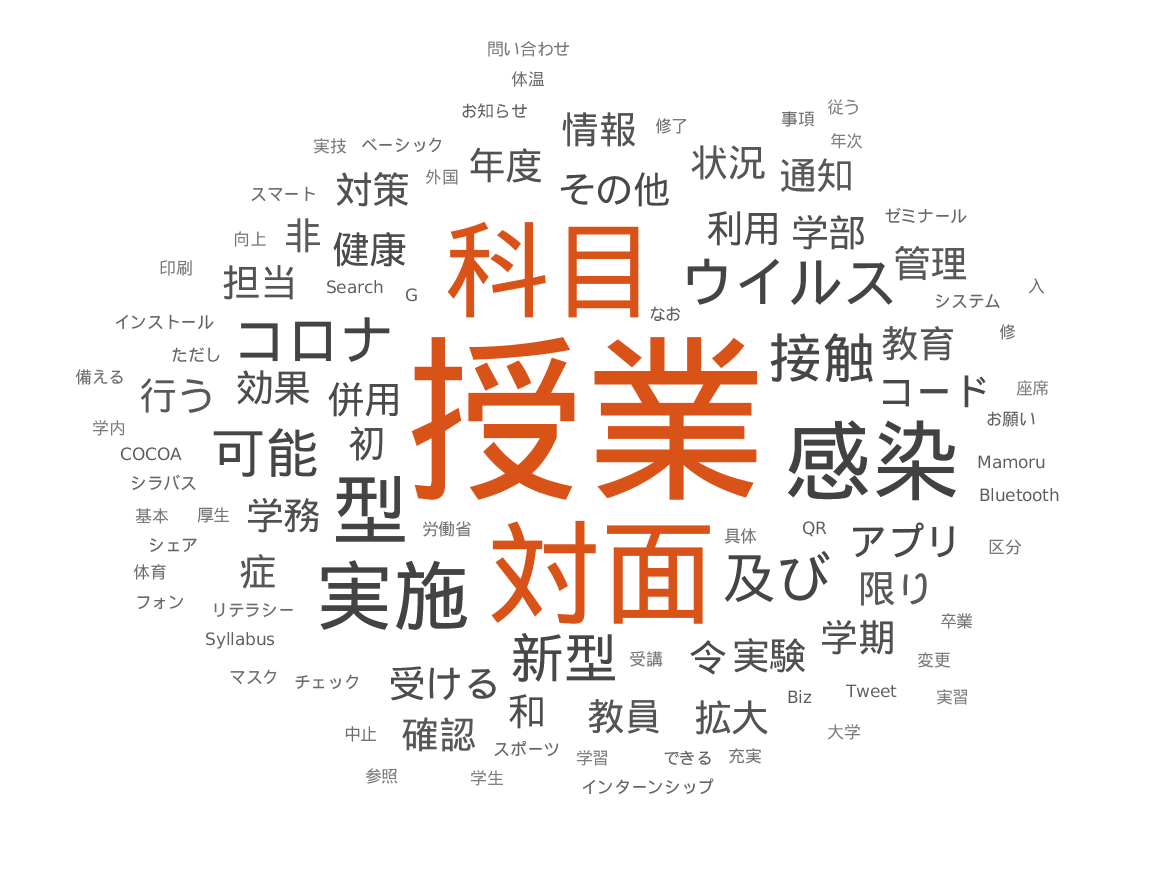 問い合わせ
体温
お知らせ
従う
事項
情報
修了
年次
実技
ベーシック
年度
状況
通知
外国
対策
その他
スマート
ゼミナール
利用
学部
向上
非
健康
科目
管理
印刷
担当
Search
G
ウイルス
入
システム
なお
インストール
コロナ
修
ただし
接触
教育
備える
行う
効果
併用
授業
コード
座席
お願い
学内
初
COCOA
可能
感染
Mamoru
シラバス
Bluetooth
基本
厚生
学務
型
労働省
具体
QR
シェア
対面
アプリ
区分
体育
症
及び
限り
フォン
リテラシー
実施
卒業
Syllabus
学期
新型
受講
令
実験
変更
マスク
チェック
受ける
Biz
Tweet
実習
和
教員
拡大
中止
確認
スポーツ
大学
学習
できる
充実
参照
学生
インターンシップ